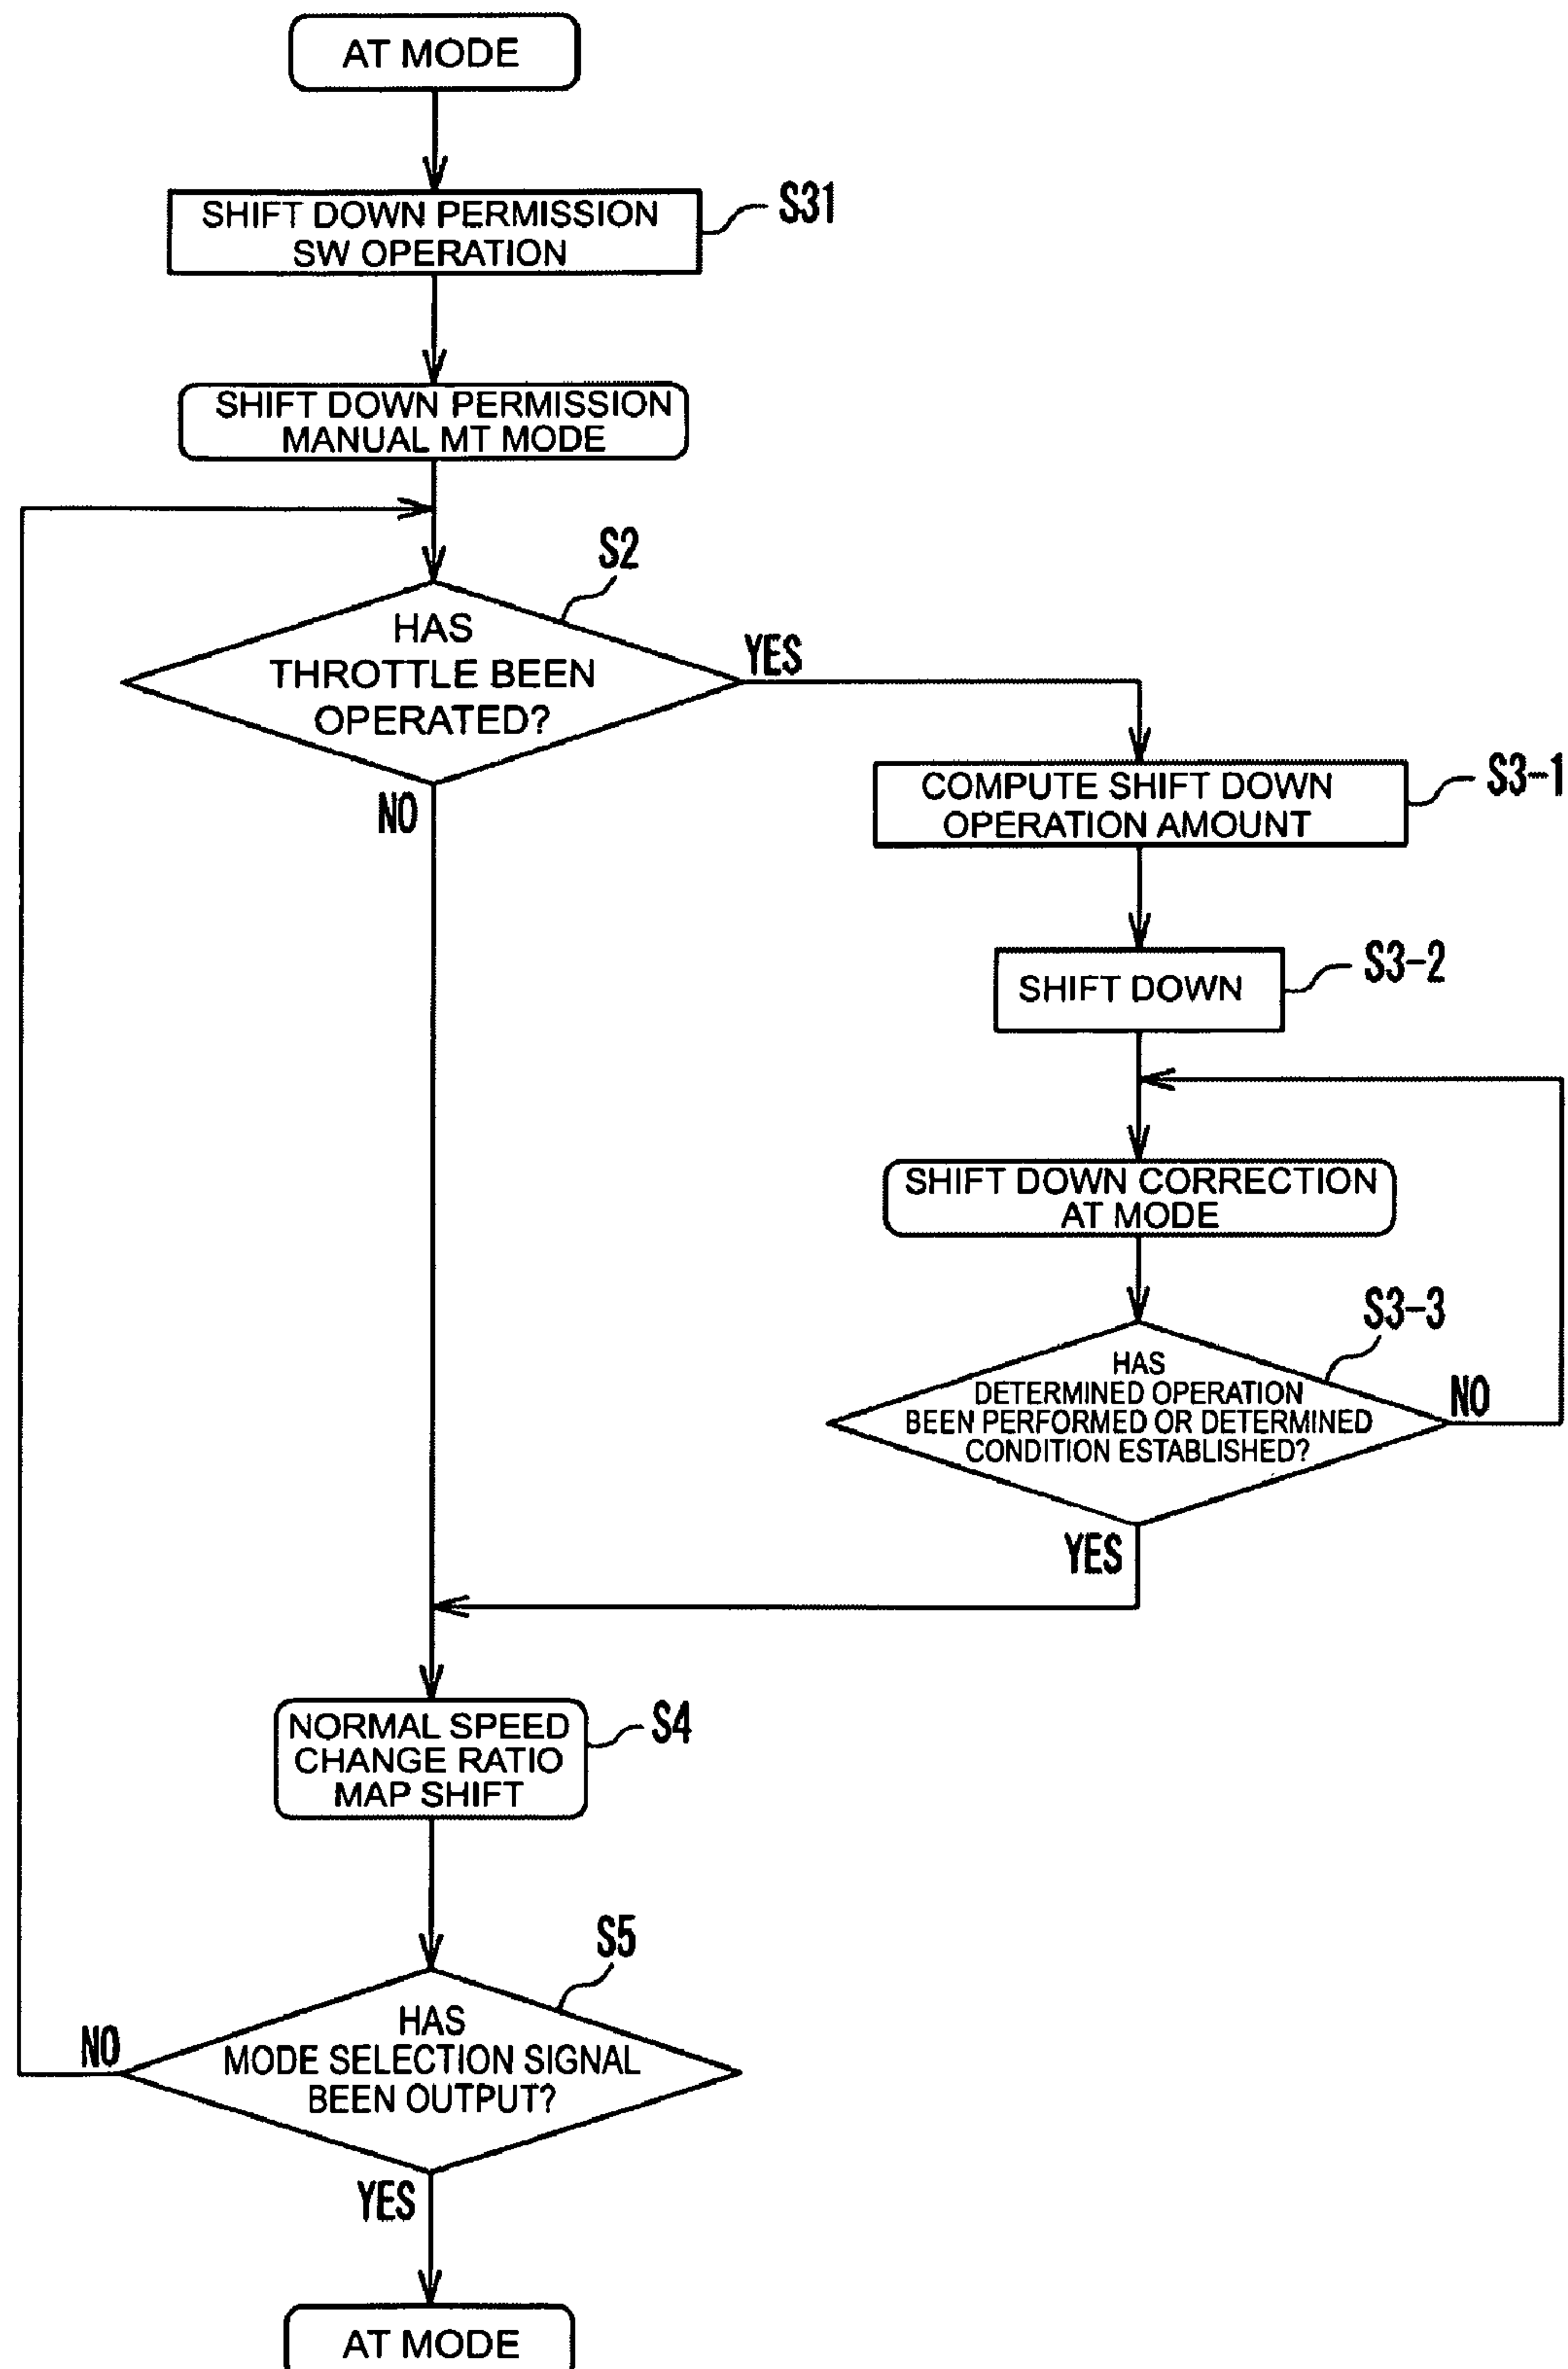 AT MODE
SHIFT DOWN PERMISSION
SW OPERATION
S31
SHIFT DOWN PERMISSION
MANUAL MT MODE
S2
HAS
THROTTLE BEEN
OPERATED?
YES
NO
COMPUTE SHIFT DOWN
OPERATION AMOUNT
S3-1
SHIFT DOWN
S3-2
SHIFT DOWN CORRECTION
AT MODE
S3-3
HAS
DETERMINED OPERATION
BEEN PERFORMED OR DETERMINED
CONDITION ESTABLISHED?
NO
YES
NORMAL SPEED
CHANGE RATIO
MAP SHIFT
S4
S5
HAS
MODE SELECTION SIGNAL
BEEN OUTPUT?
NO
YES
AT MODE